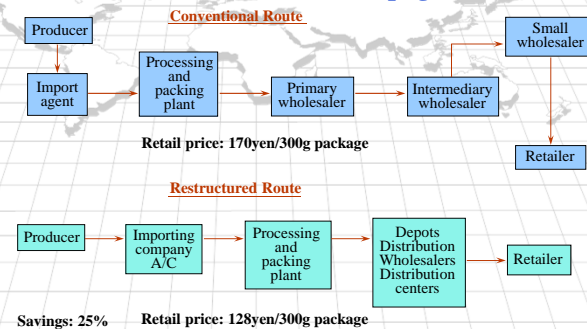 Conventional Route
Producer
Import
agent
Processing
and
packing
plant
Primary
wholesaler
Intermediary
wholesaler
Small
wholesaler
Retailer
Retail price: 170yen/300g package
Restructured Route
Producer
Importing
company
A/C
Processing
and
packing
plant
Depots
Distribution
Wholesalers
Distribution
centers
Retailer
Savings: 25%
Retail price: 128yen/300g package